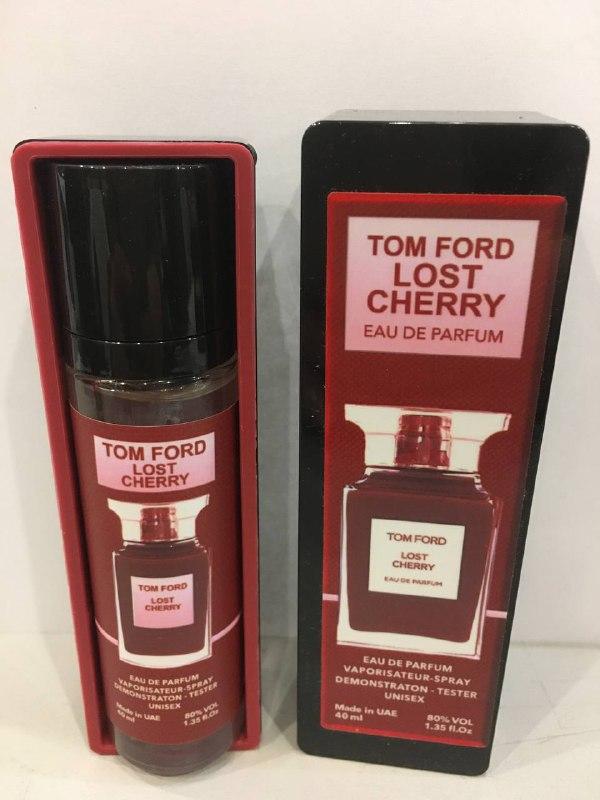 TOM FORD
LOST
CHERRY
TOM FORD
LOST
CHERRY
EAU DE PARFUM
VAPORISATEUR-SPRAY
DEMONSTRATON - TESTER
UNISEX
Made in UAE
40 ml
80% VOL
1.35 fl.Oz
TOM FORD
LOST
CHERRY
EAU DE PARFUM
TOM FORD
LOST
CHERRY
EAU DE PARFUM
EAU DE PARFUM
VAPORISATEUR-SPRAY
DEMONSTRATON - TESTER
UNISEX
Made in UAE
40 ml
80% VOL
1.35 fl.Oz